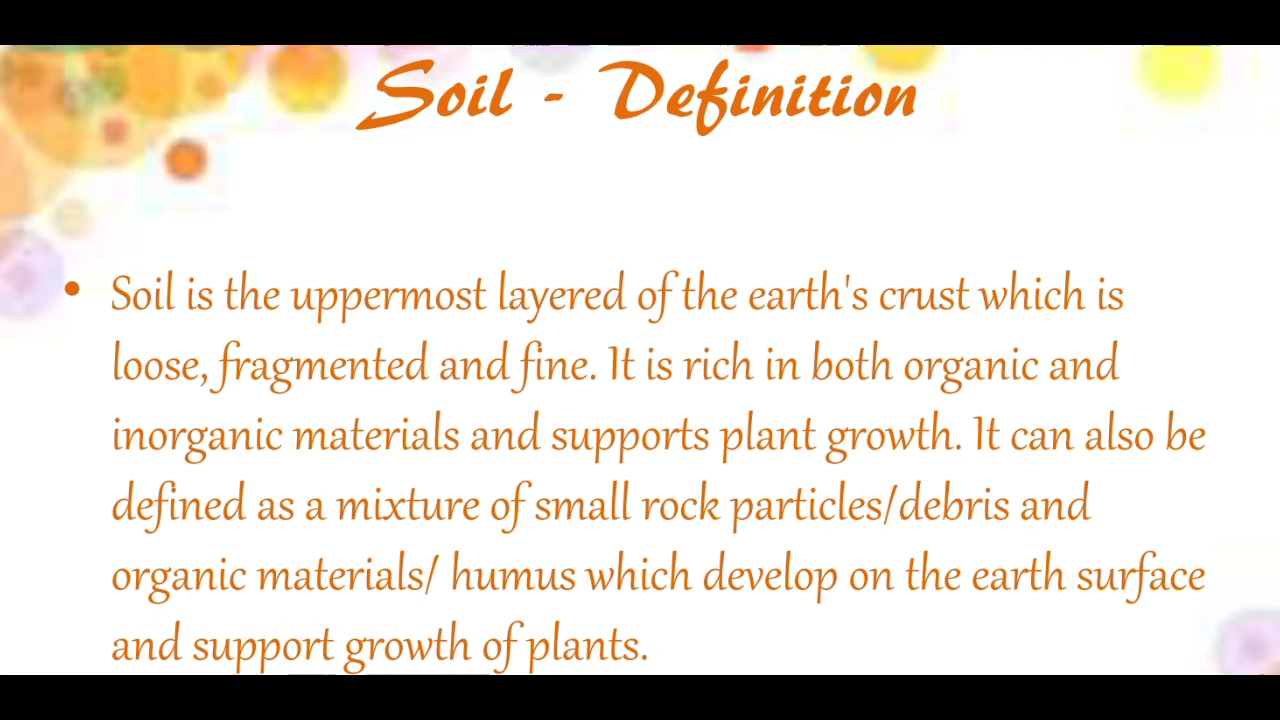 Soil - Definition
• Soil is the uppermost layered of the earth's crust which is
loose, fragmented and fine. It is rich in both organic and
inorganic materials and supports plant growth. It can also be
defined as a mixture of small rock particles/debris and
organic materials/ humus which develop on the earth surface
and support growth of plants.